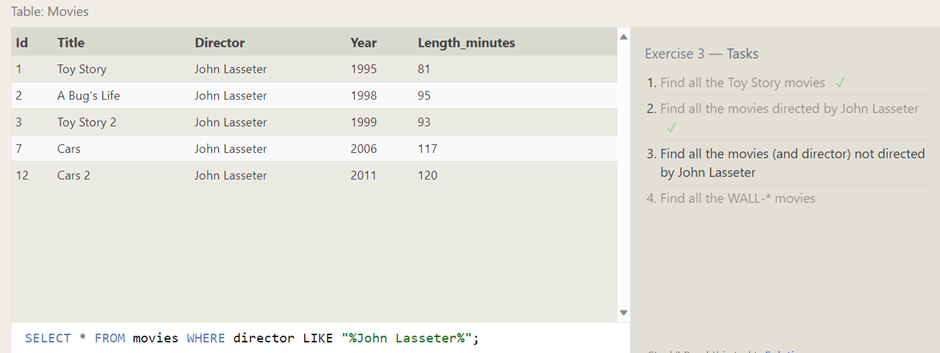 Table: Movies
Id Title Director Year Length_minutes
1 Toy Story John Lasseter 1995 81
2 A Bug's Life John Lasseter 1998 95
3 Toy Story 2 John Lasseter 1999 93
7 Cars John Lasseter 2006 117
12 Cars 2 John Lasseter 2011 120
SELECT * FROM movies WHERE director LIKE "%John Lasseter%";
Exercise 3 — Tasks
1. Find all the Toy Story movies ✓
2. Find all the movies directed by John Lasseter
✓
3. Find all the movies (and director) not directed
by John Lasseter
4. Find all the WALL-* movies